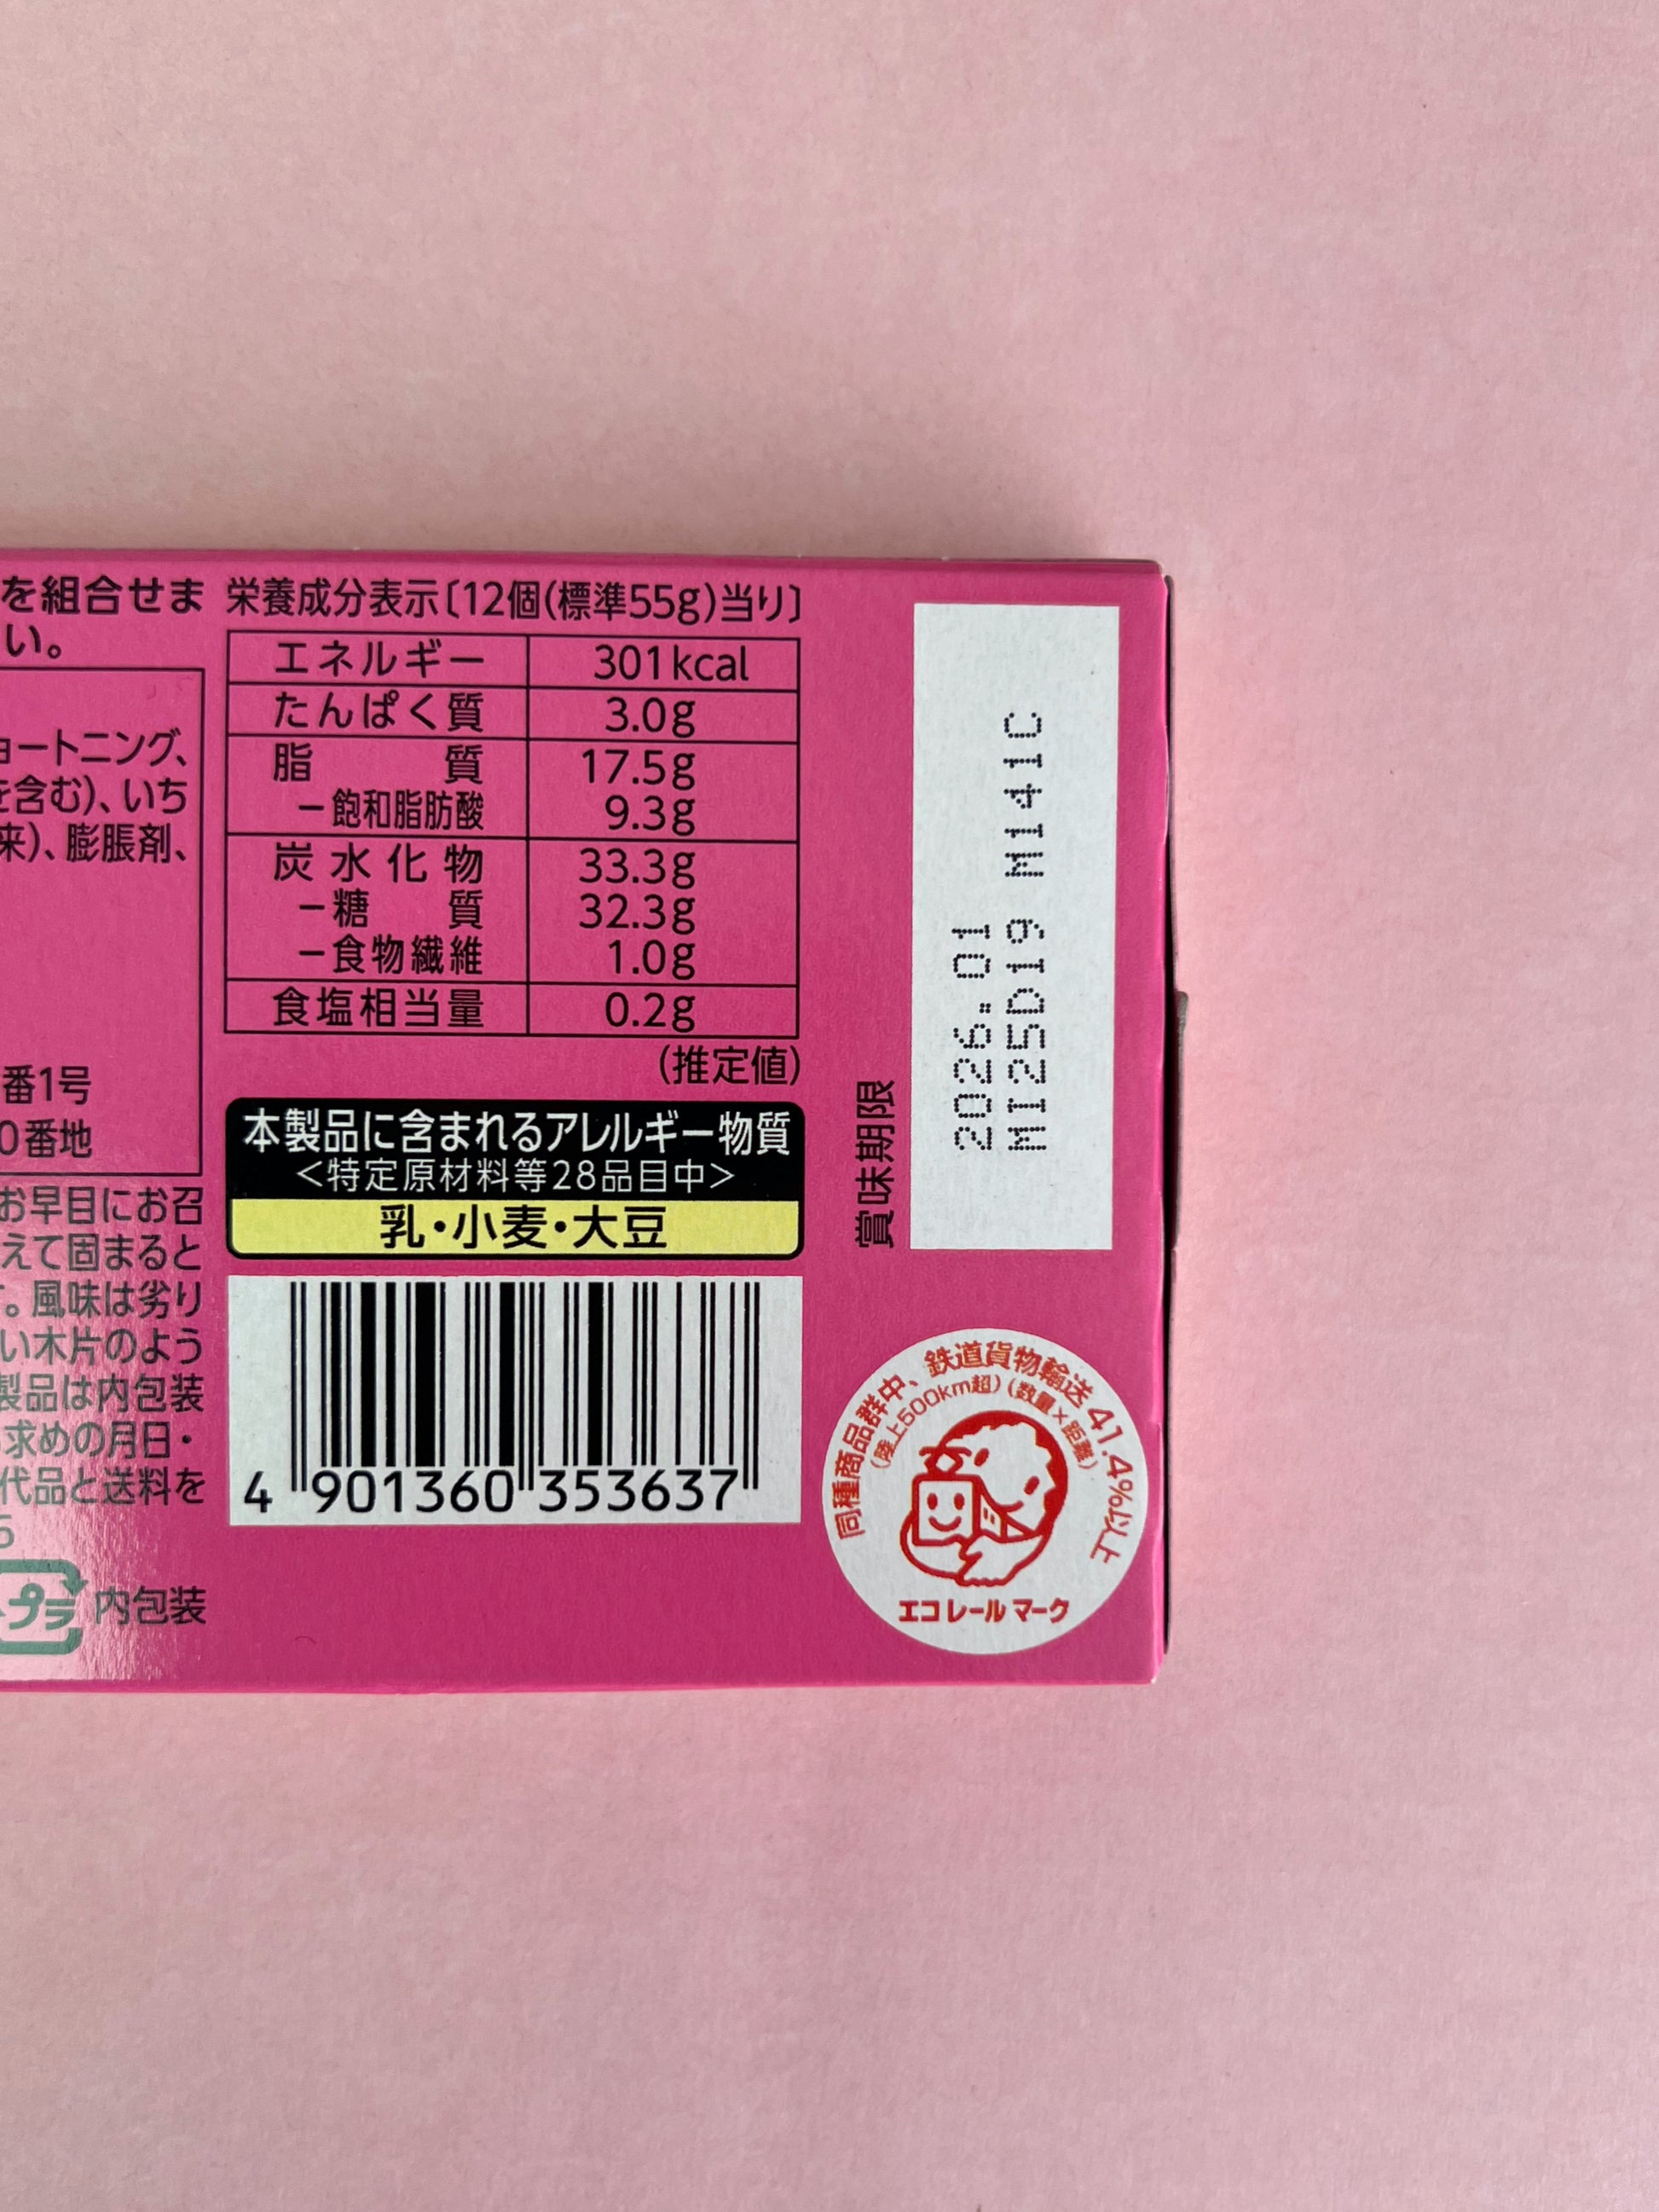 を組合せま
い。
ョートニング、
を含む)、いち
来)、膨脹剤、
番1号
0番地
お早目にお召
えて固まると
す。風味は劣り
い木片のよう
製品は内包装
求めの月日・
代品と送料を
プラ 内包装
栄養成分表示〔12個(標準55g)当り〕
エネルギー 301kcal
たんぱく質 3.0g
脂質 17.5g
－飽和脂肪酸 9.3g
炭水化物 33.3g
－糖質 32.3g
－食物繊維 1.0g
食塩相当量 0.2g
(推定値)
本製品に含まれるアレルギー物質
<特定原材料等28品目中>
乳・小麦・大豆
4 901360 353637
賞味期限
2026.01
MI25D19 M141C
同種商品群中、鉄道貨物輸送41.4%以上
(陸上500km超)(数量×距離)
エコレールマーク